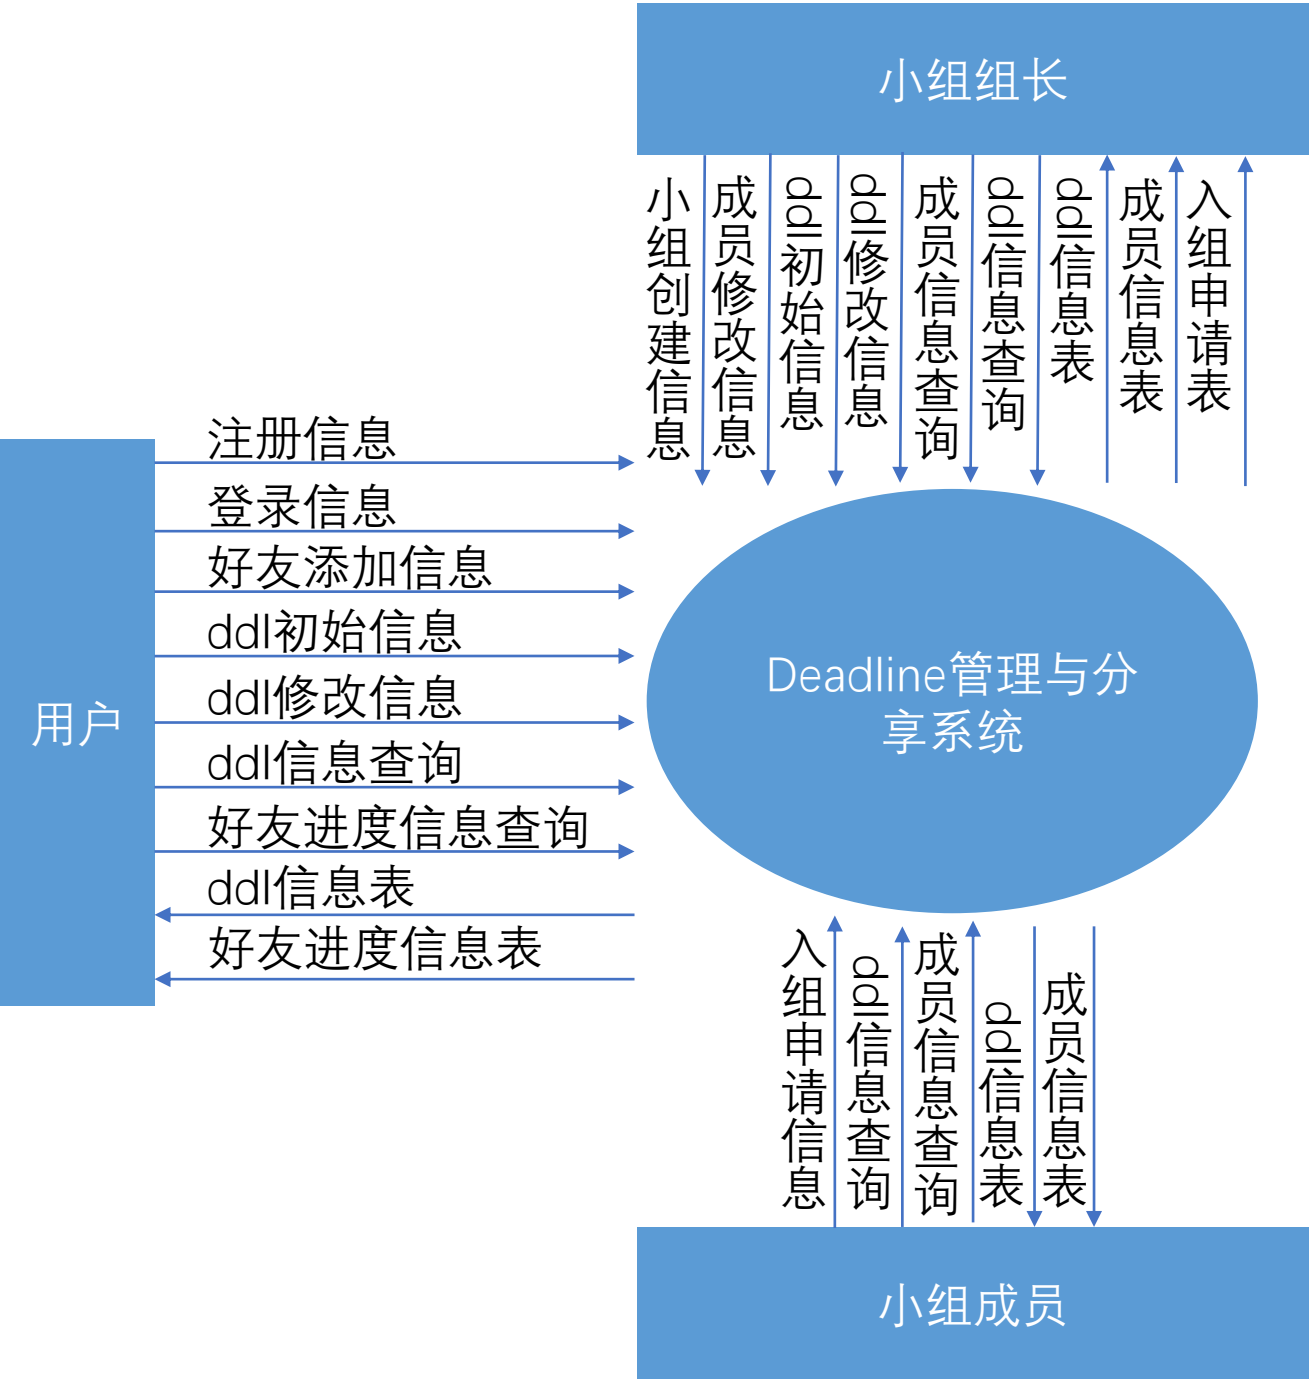 小组组长
小组创建信息
成员修改信息
ddl初始信息
ddl修改信息
成员信息查询
ddl信息查询
ddl信息表
成员信息表
入组申请表
注册信息
登录信息
好友添加信息
ddl初始信息
ddl修改信息
ddl信息查询
好友进度信息查询
ddl信息表
好友进度信息表
用户
Deadline管理与分
享系统
入组申请信息
ddl信息查询
成员信息查询
ddl信息表
成员信息表
小组成员